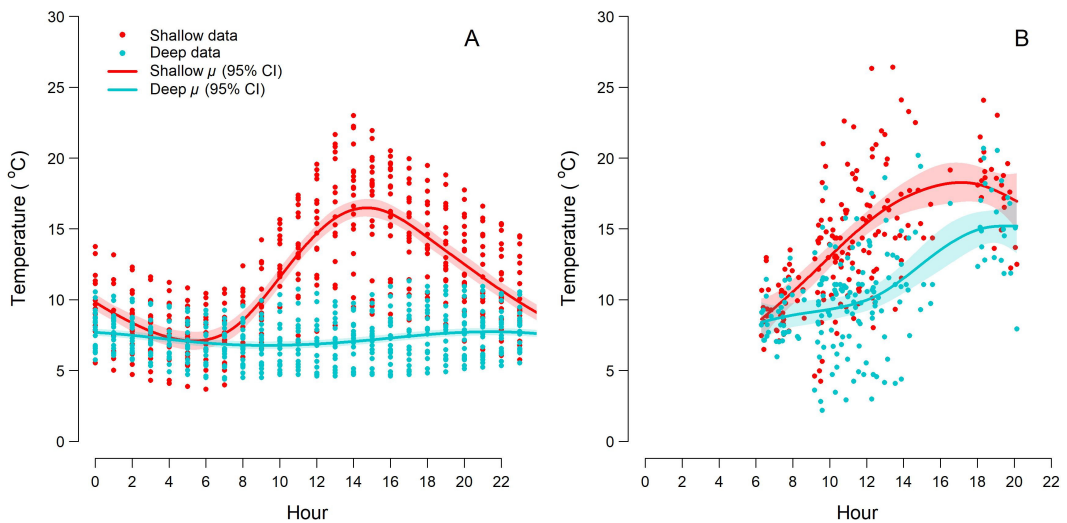 A
B
Shallow data
Deep data
Shallow μ (95% CI)
Deep μ (95% CI)
Temperature ( °C)
30
25
20
15
10
5
0
0 2 4 6 8 10 12 14 16 18 20 22
Hour
Temperature ( °C)
30
25
20
15
10
5
0
0 2 4 6 8 10 12 14 16 18 20 22
Hour